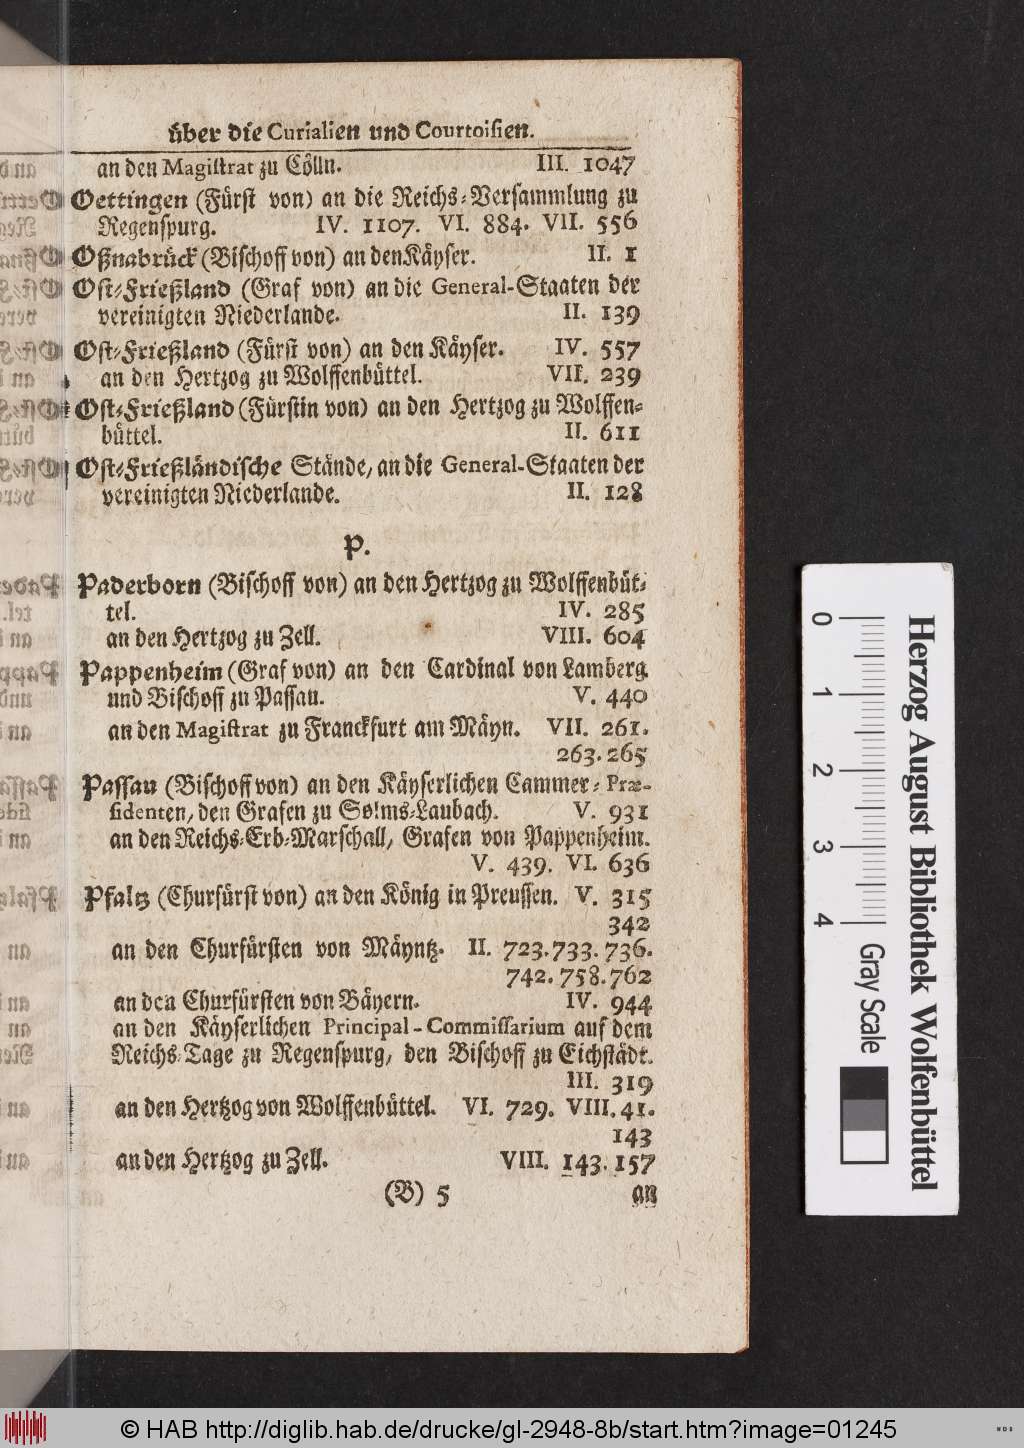 über die Curialien und Courtoisien.
an den Magistrat zu Cölln. III. 1047
Oettingen (Fürst von) an die Reichs-Versammlung zu
Regenspurg. IV. 1107. VI. 884. VII. 556
Oßnabrück (Bischoff von) an den Käyser. II. 1
Ost-Frießland (Graf von) an die General-Staaten der
vereinigten Niederlande. II. 139
Ost-Frießland (Fürst von) an den Käyser. IV. 557
an den Hertzog zu Wolffenbüttel. VII. 239
Ost-Frießland (Fürstin von) an den Hertzog zu Wolffen-
büttel. II. 611
Ost-Frießländische Stände, an die General-Staaten der
vereinigten Niederlande. II. 128
P.
Paderborn (Bischoff von) an den Hertzog zu Wolffenbüt-
tel. IV. 285
an den Hertzog zu Zell. VIII. 604
Pappenheim (Graf von) an den Cardinal von Lamberg
und Bischoff zu Passau. V. 440
an den Magistrat zu Franckfurt am Mäyn. VII. 261.
263. 265
Passau (Bischoff von) an den Käyserlichen Cammer-Præ-
sidenten, den Grafen zu Solms-Laubach. V. 931
an den Reichs-Erb-Marschall, Grafen von Pappenheim.
V. 439. VI. 636
Pfaltz (Churfürst von) an den König in Preussen. V. 315
342
an den Churfürsten von Mäyntz. II. 723. 733. 736.
742. 758. 762
an den Churfürsten von Bäyern. IV. 944
an den Käyserlichen Principal-Commissarium auf dem
Reichs-Tage zu Regenspurg, den Bischoff zu Eichstädt.
III. 319
an den Hertzog von Wolffenbüttel. VI. 729. VIII. 41.
143
an den Hertzog zu Zell. VIII. 143. 157
(B) 5 an
0 1 2 3 4
Gray Scale
Herzog August Bibliothek Wolfenbüttel
© HAB http://diglib.hab.de/drucke/gl-2948-8b/start.htm?image=01245